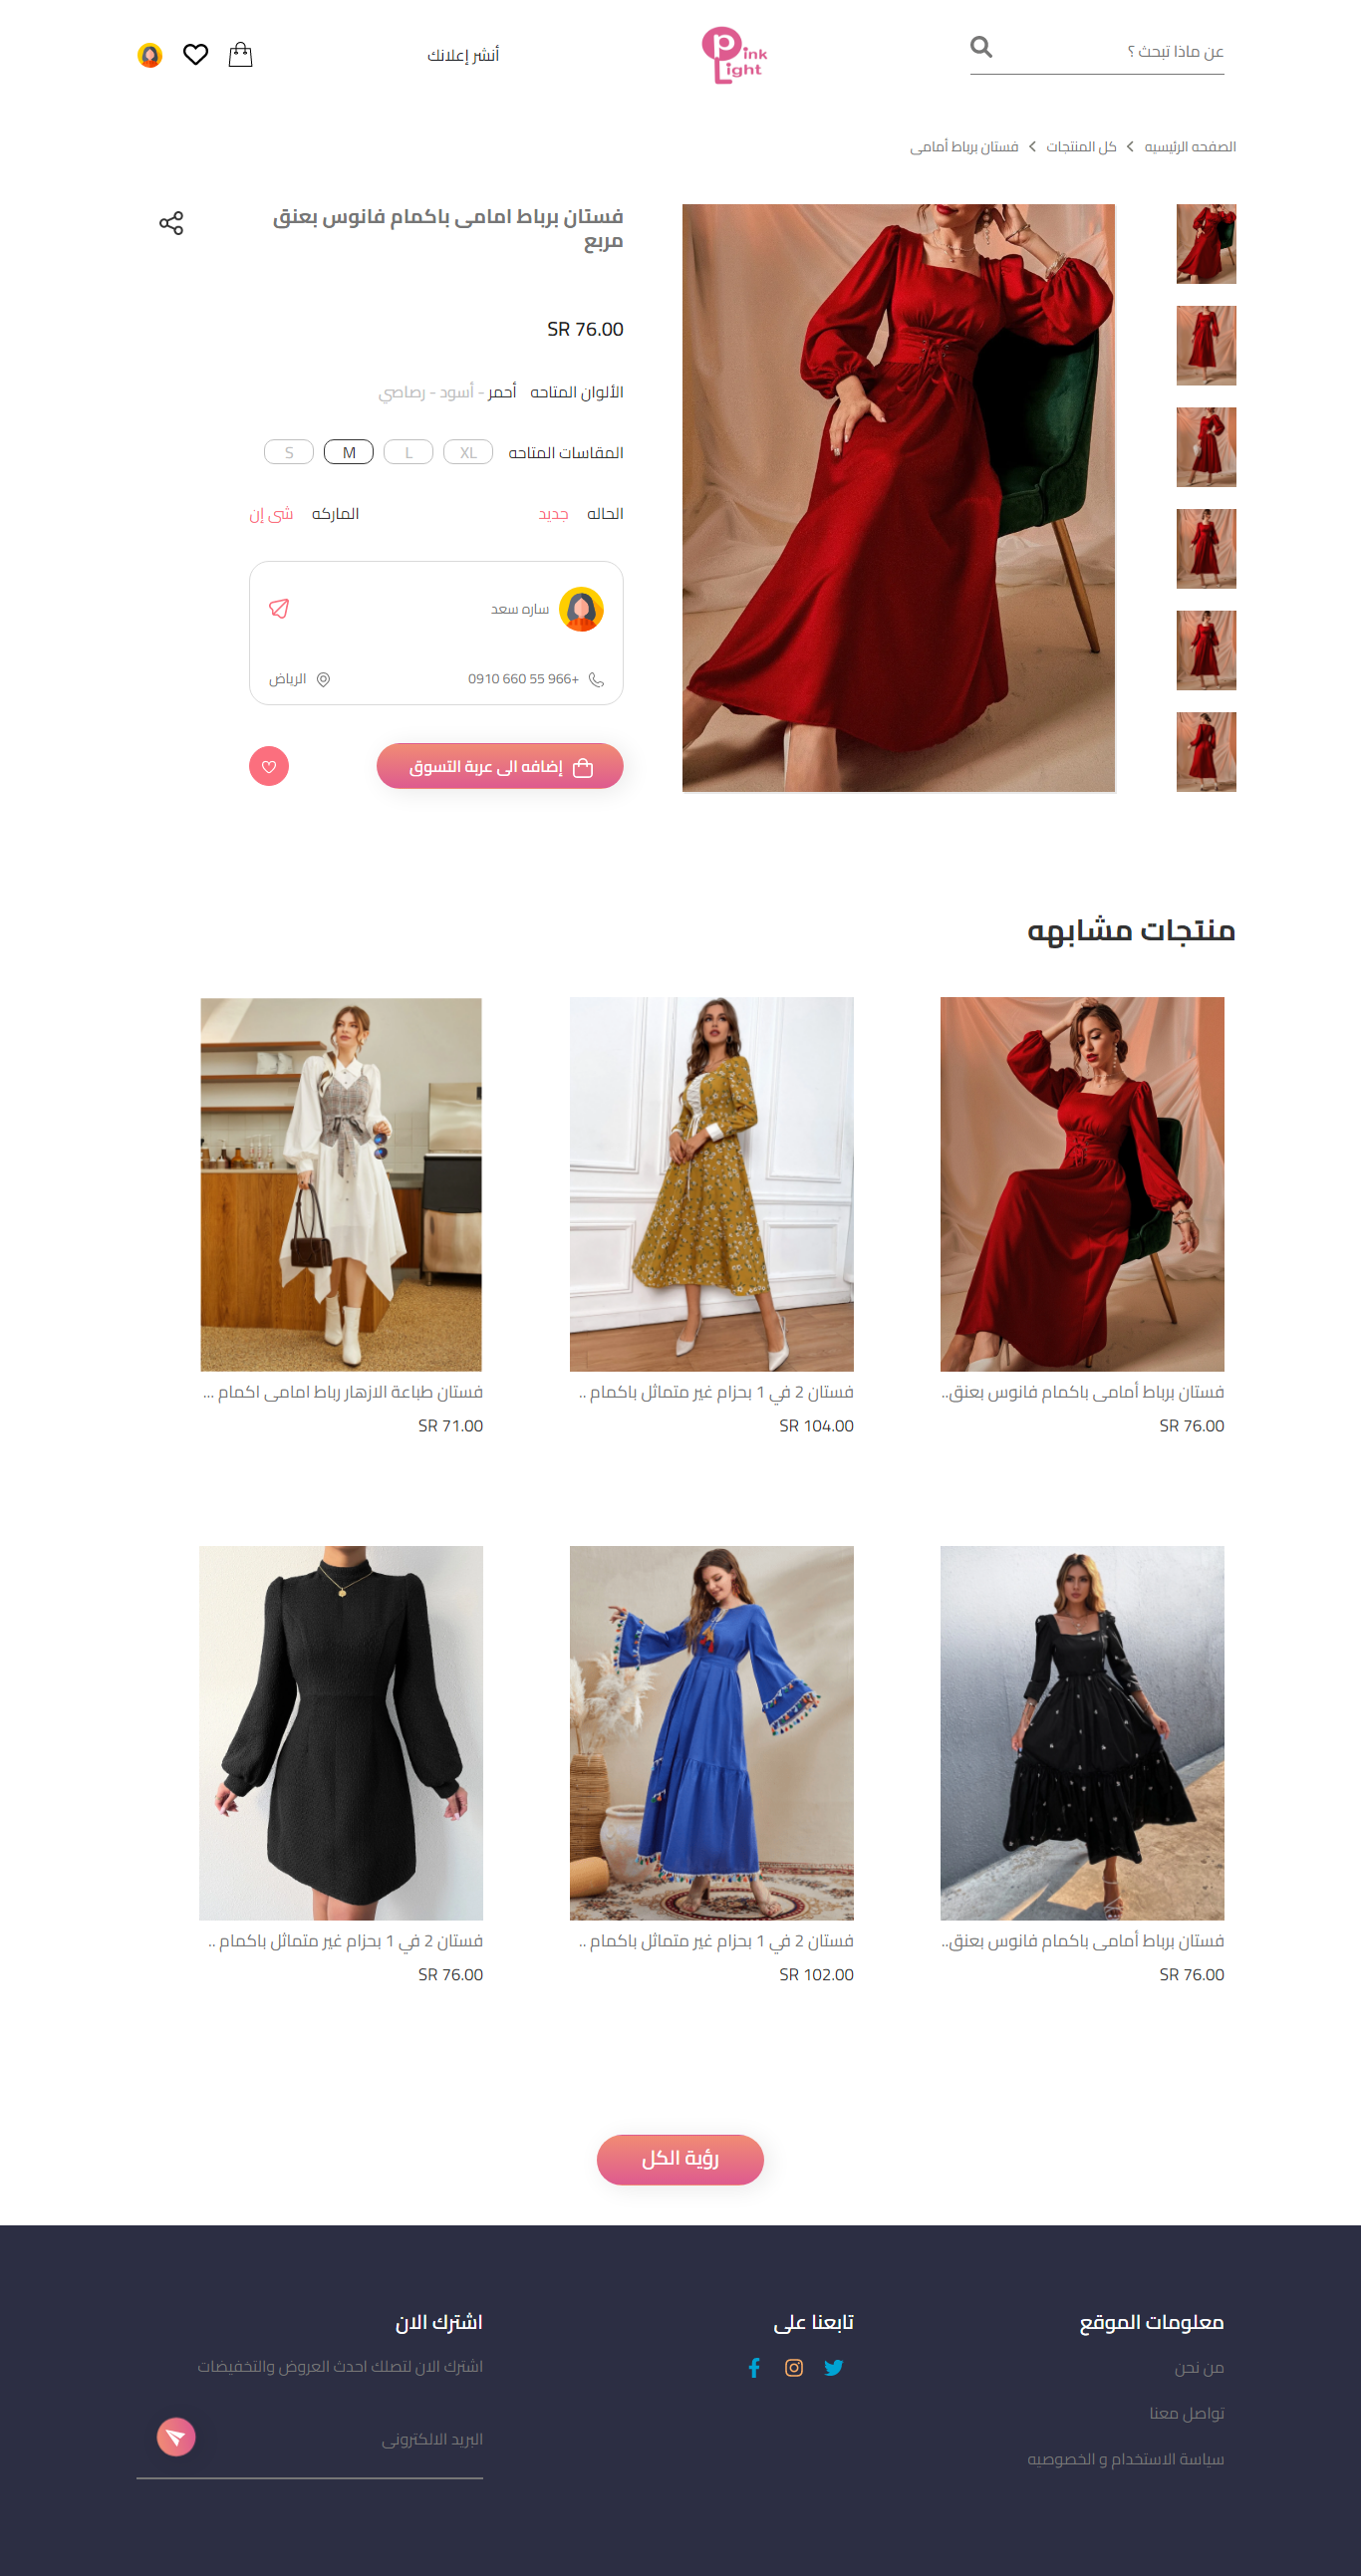 عن ماذا تبحث ؟
Pink
Light
أنشر إعلانك
الصفحه الرئيسيه > كل المنتجات > فستان برباط أمامى
فستان برباط امامى باكمام فانوس بعنق
مربع
SR 76.00
الألوان المتاحه أحمر - أسود - رصاصي
المقاسات المتاحه XL L M S
الحاله جديد الماركه شى إن
ساره سعد
+966 55 660 0910 الرياض
إضافه الى عربة التسوق
منتجات مشابهه
فستان برباط أمامى باكمام فانوس بعنق..
SR 76.00
فستان 2 في 1 بحزام غير متماثل باكمام ..
SR 104.00
فستان طباعة الازهار رباط امامى اكمام ...
SR 71.00
فستان برباط أمامى باكمام فانوس بعنق..
SR 76.00
فستان 2 في 1 بحزام غير متماثل باكمام ..
SR 102.00
فستان 2 في 1 بحزام غير متماثل باكمام ..
SR 76.00
رؤية الكل
معلومات الموقع
من نحن
تواصل معنا
سياسة الاستخدام و الخصوصيه
تابعنا على
اشترك الان
اشترك الان لتصلك احدث العروض والتخفيضات
البريد الالكترونى